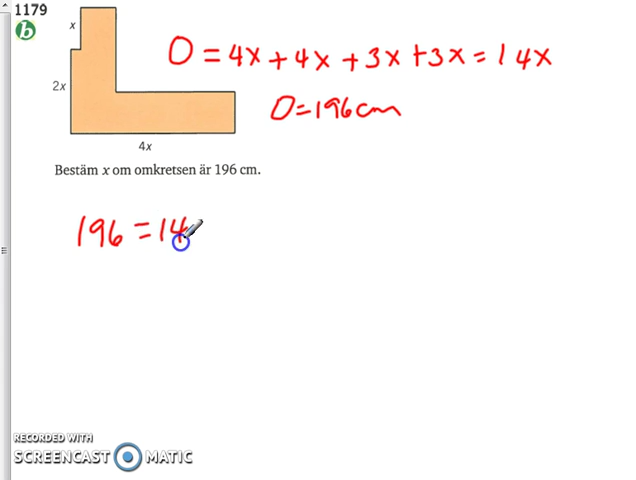 1179
b
x
2x
4x
O = 4x + 4x + 3x + 3x = 14x
O = 196 cm
Bestäm x om omkretsen är 196 cm.
196 = 14
RECORDED WITH
SCREENCAST MATIC